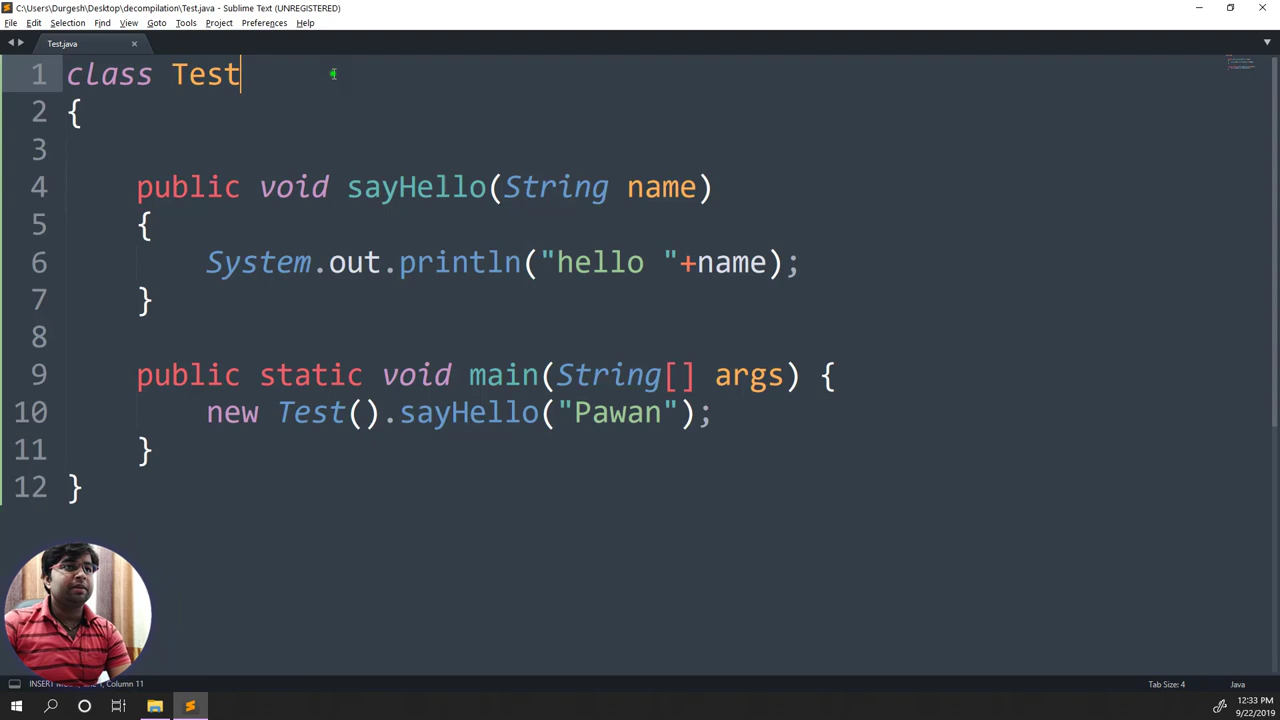 C:\Users\Durgesh\Desktop\decompilation\Test.java - Sublime Text (UNREGISTERED)
File Edit Selection Find View Goto Tools Project Preferences Help
Test.java
1 class Test
2 {
3
4 public void sayHello(String name)
5 {
6 System.out.println("hello "+name);
7 }
8
9 public static void main(String[] args) {
10 new Test().sayHello("Pawan");
11 }
12 }
INSERT Column 11 Tab Size: 4 Java
12:33 PM
9/22/2019